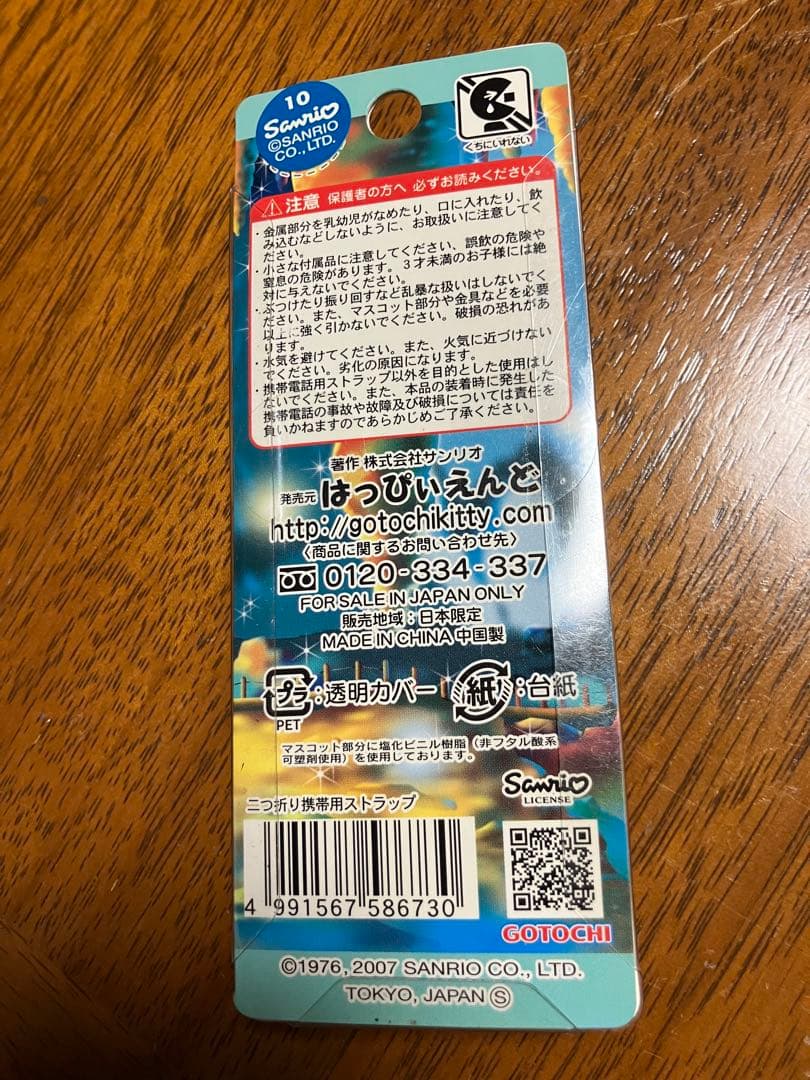 10
Sanrio
©SANRIO
CO., LTD.
くちにいれない
注意 保護者の方へ 必ずお読みください。
・金属部分を乳幼児がなめたり、口に入れたり、飲
み込むなどしないように、お取扱いに注意してく
ださい。
・小さな付属品に注意してください、誤飲の危険や
窒息の危険があります。3才未満のお子様には絶
対に与えないでください。
・ぶつけたり振り回すなど乱暴な扱いはしないでく
ださい。また、マスコット部分や金具などを必要
以上に強く引かないでください。破損の恐れがあ
ります。
・水気を避けてください。また、火気に近づけない
でください。劣化の原因になります。
・携帯電話用ストラップ以外を目的とした使用はし
ないでください。また、本品の装着時に発生した
携帯電話の事故や故障及び破損については責任を
負いかねますのであらかじめご了承ください。
著作 株式会社サンリオ
発売元 はっぴぃえんど
http://gotochikitty.com
〈商品に関するお問い合わせ先〉
0120-334-337
FOR SALE IN JAPAN ONLY
販売地域：日本限定
MADE IN CHINA 中国製
プラ：透明カバー 紙：台紙
PET
マスコット部分に塩化ビニル樹脂（非フタル酸系
可塑剤使用）を使用しております。
Sanrio
LICENSE
二つ折り携帯用ストラップ
4 991567 586730
GOTOCHI
©1976, 2007 SANRIO CO., LTD.
TOKYO, JAPAN Ⓢ